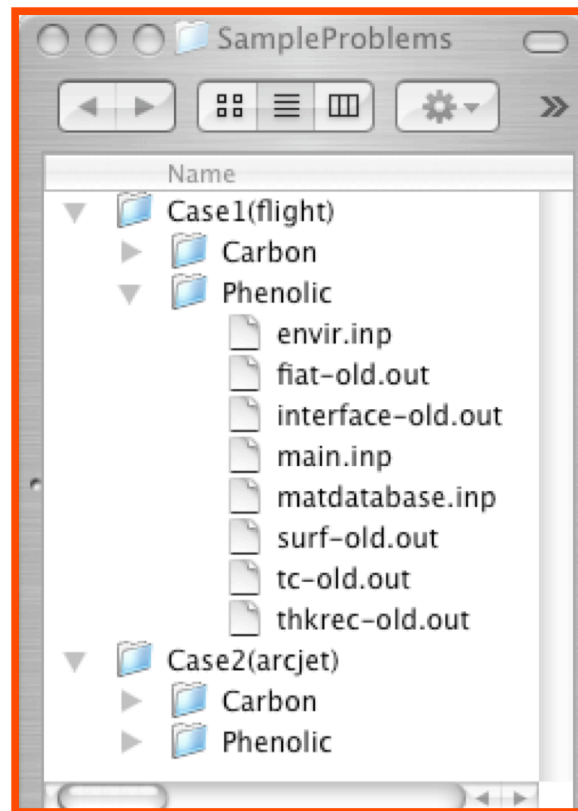 SampleProblems
Name
Case1(flight)
Carbon
Phenolic
envir.inp
fiat-old.out
interface-old.out
main.inp
matdatabase.inp
surf-old.out
tc-old.out
thkrec-old.out
Case2(arcjet)
Carbon
Phenolic